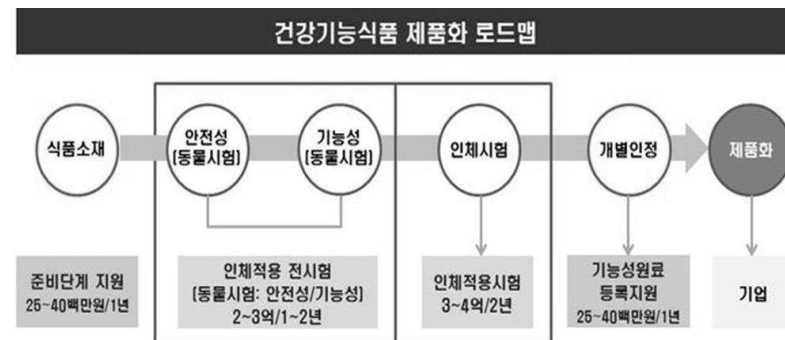 건강기능식품 제품화 로드맵
식품소재
안전성
(동물시험)
기능성
(동물시험)
인체시험
개별인정
제품화
준비단계 지원
25~40백만원/1년
인체적용 전시험
(동물시험: 안전성/기능성)
2~3억/1~2년
인체적용시험
3~4억/2년
기능성원료
등록지원
25~40백만원/1년
기업